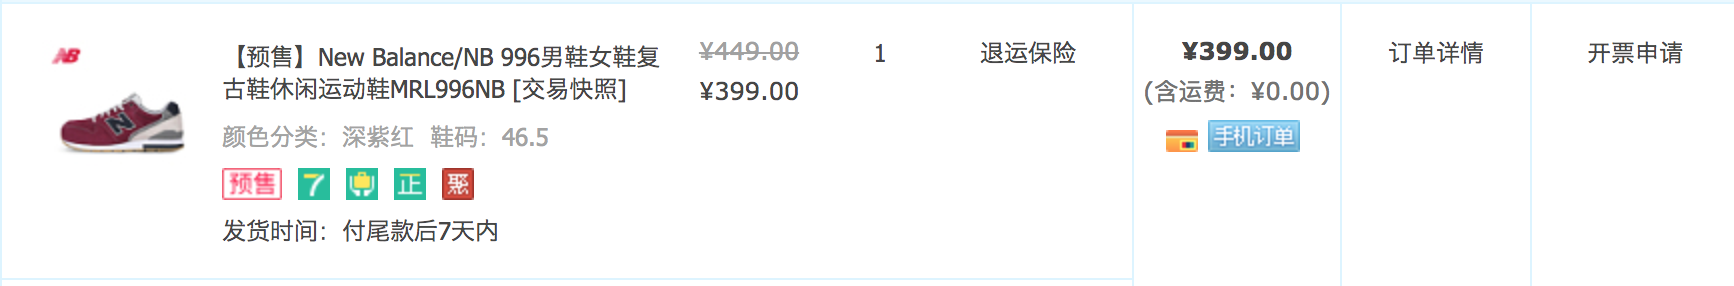 NB
【预售】New Balance/NB 996男鞋女鞋复
古鞋休闲运动鞋MRL996NB [交易快照]
颜色分类：深紫红 鞋码：46.5
预售 7 正 聚
发货时间：付尾款后7天内
¥449.00
¥399.00
1
退运保险
¥399.00
(含运费：¥0.00)
手机订单
订单详情
开票申请